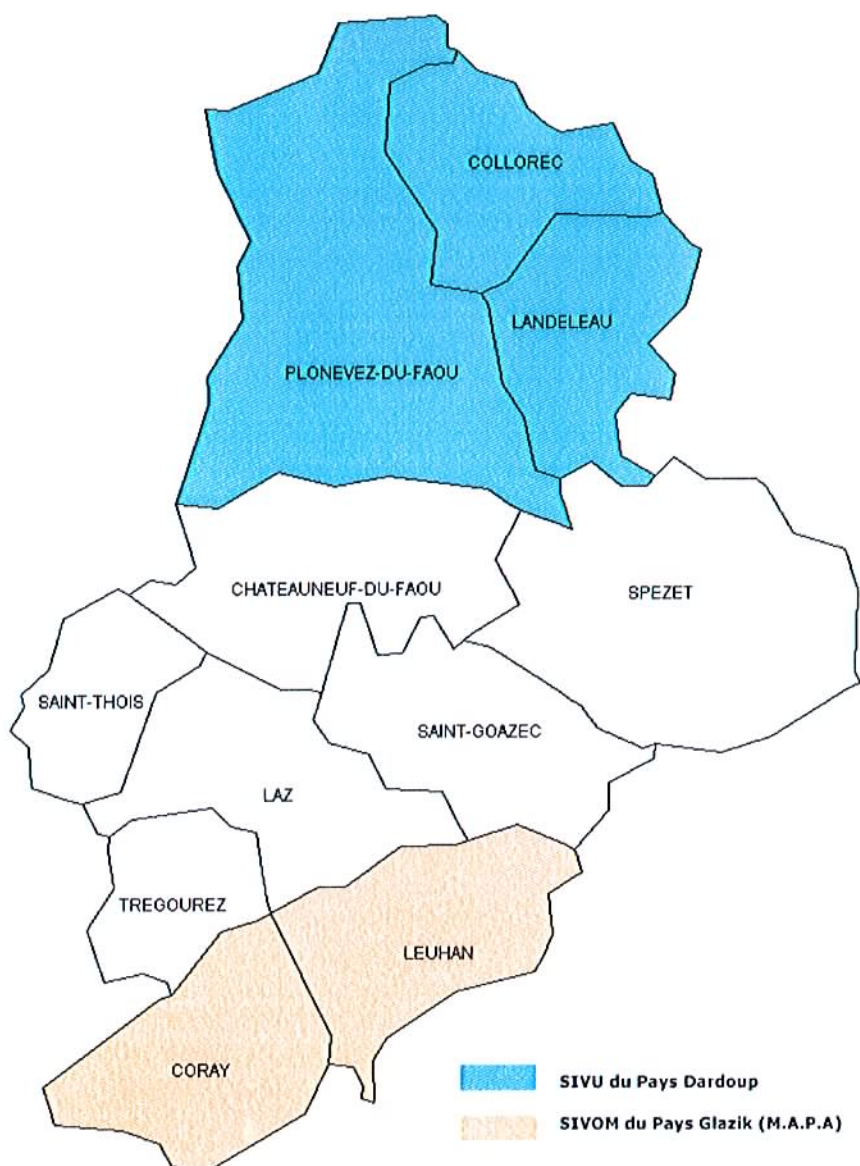 COLLOREC
LANDELEAU
PLONEVEZ-DU-FAOU
CHATEAUNEUF-DU-FAOU
SPEZET
SAINT-THOIS
SAINT-GOAZEC
LAZ
TREGOUREZ
LEUHAN
CORAY
SIVU du Pays Dardoup
SIVOM du Pays Glazik (M.A.P.A)